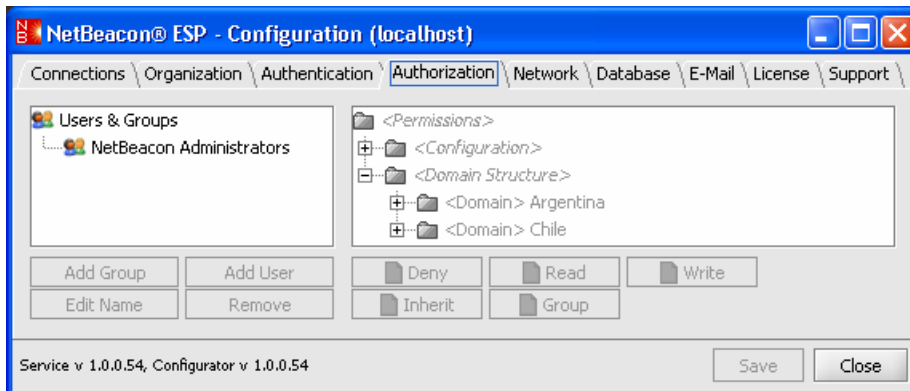 NetBeacon® ESP - Configuration (localhost)
Connections Organization Authentication Authorization Network Database E-Mail License Support
Users & Groups
NetBeacon Administrators
<Permissions>
<Configuration>
<Domain Structure>
<Domain> Argentina
<Domain> Chile
Add Group Add User Deny Read Write
Edit Name Remove Inherit Group
Service v 1.0.0.54, Configurator v 1.0.0.54 Save Close